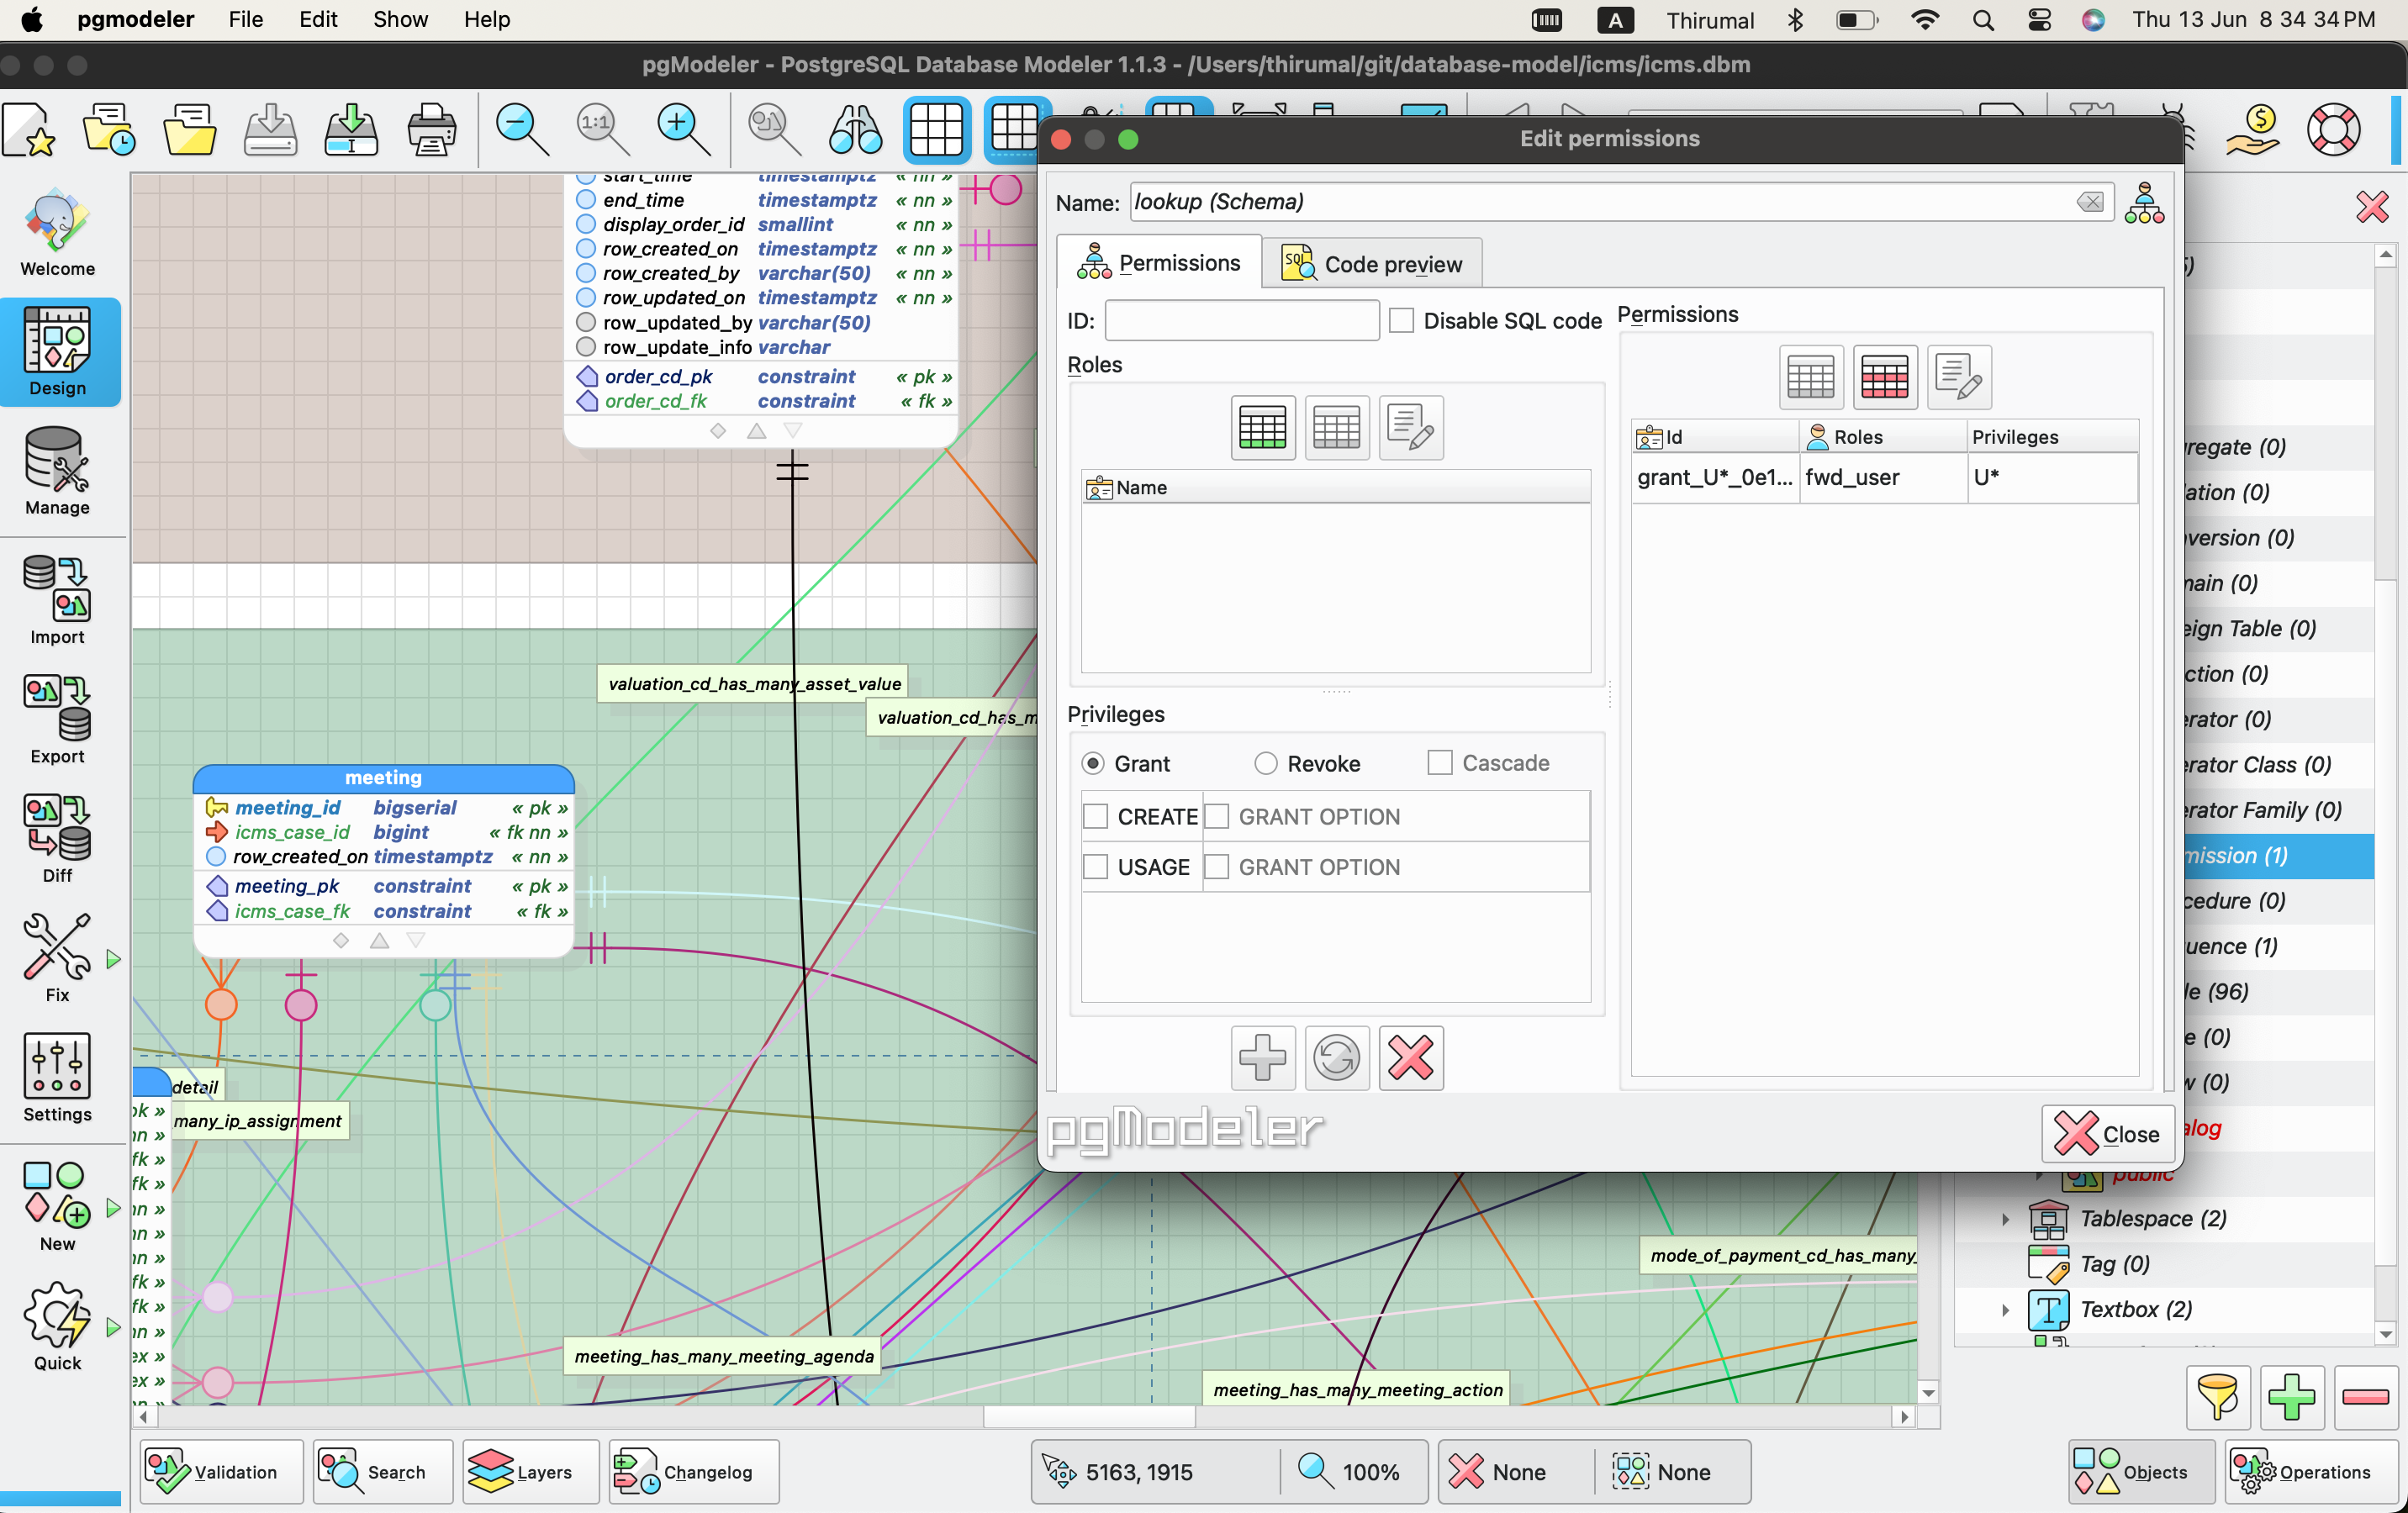 pgmodeler File Edit Show Help A Thirumal Thu 13 Jun 8 34 34 PM
pgModeler - PostgreSQL Database Modeler 1.1.3 - /Users/thirumal/git/database-model/icms/icms.dbm
1:1
Welcome
Design
Manage
Import
Export
Diff
Fix
Settings
New
Quick
start_time timestamptz « nn »
end_time timestamptz « nn »
display_order_id smallint « nn »
row_created_on timestamptz « nn »
row_created_by varchar(50) « nn »
row_updated_on timestamptz « nn »
row_updated_by varchar(50)
row_update_info varchar
order_cd_pk constraint « pk »
order_cd_fk constraint « fk »
valuation_cd_has_many_asset_value
valuation_cd_has_m
meeting
meeting_id bigserial « pk »
icms_case_id bigint « fk nn »
row_created_on timestamptz « nn »
meeting_pk constraint « pk »
icms_case_fk constraint « fk »
detail
many_ip_assignment
meeting_has_many_meeting_agenda
meeting_has_many_meeting_action
mode_of_payment_cd_has_many_
Edit permissions
Name: lookup (Schema)
Permissions
SQL Code preview
ID:
Disable SQL code
Roles
Name
Privileges
Grant Revoke Cascade
CREATE GRANT OPTION
USAGE GRANT OPTION
Permissions
Id Roles Privileges
grant_U*_0e1... fwd_user U*
pgModeler
Close
regate (0)
ation (0)
version (0)
main (0)
eign Table (0)
ction (0)
erator (0)
erator Class (0)
erator Family (0)
mission (1)
cedure (0)
uence (1)
le (96)
e (0)
w (0)
alog
public
Tablespace (2)
Tag (0)
Textbox (2)
Validation Search Layers Changelog
5163, 1915 100% None None
Objects Operations